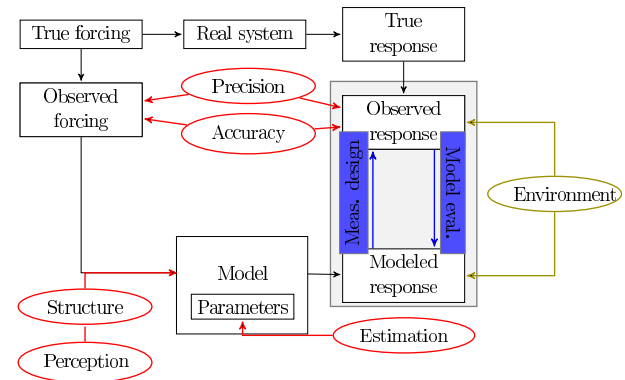 True forcing
Real system
True
response
Observed
forcing
Precision
Accuracy
Observed
response
Meas. design
Model eval.
Environment
Model
Parameters
Modeled
response
Structure
Perception
Estimation